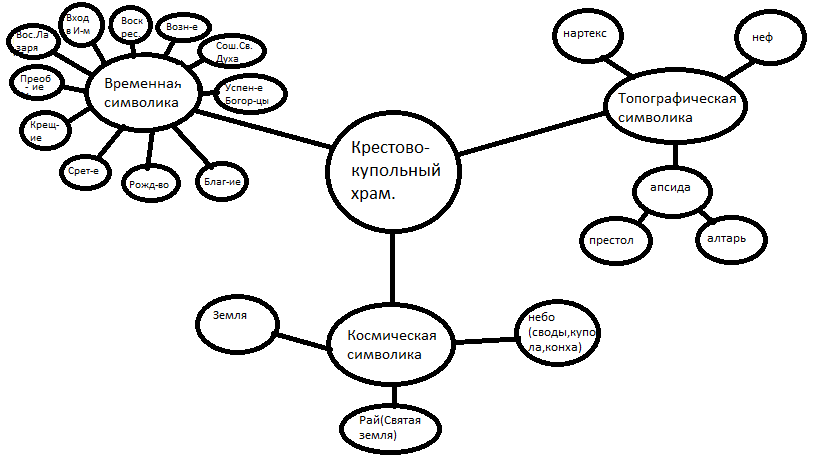 Крестово-
купольный
храм.
Временная
символика
Вос.Ла
заря
Вход
в И-м
Воск
рес.
Возн-е
Сош.Св.
Духа
Успен-е
Богор-цы
Благ-ие
Рожд-во
Срет-е
Крещ-
ие
Преоб
- ие
Топографическая
символика
нартекс
неф
апсида
престол
алтарь
Космическая
символика
Земля
небо
(своды,купо
ла,конха)
Рай(Святая
земля)